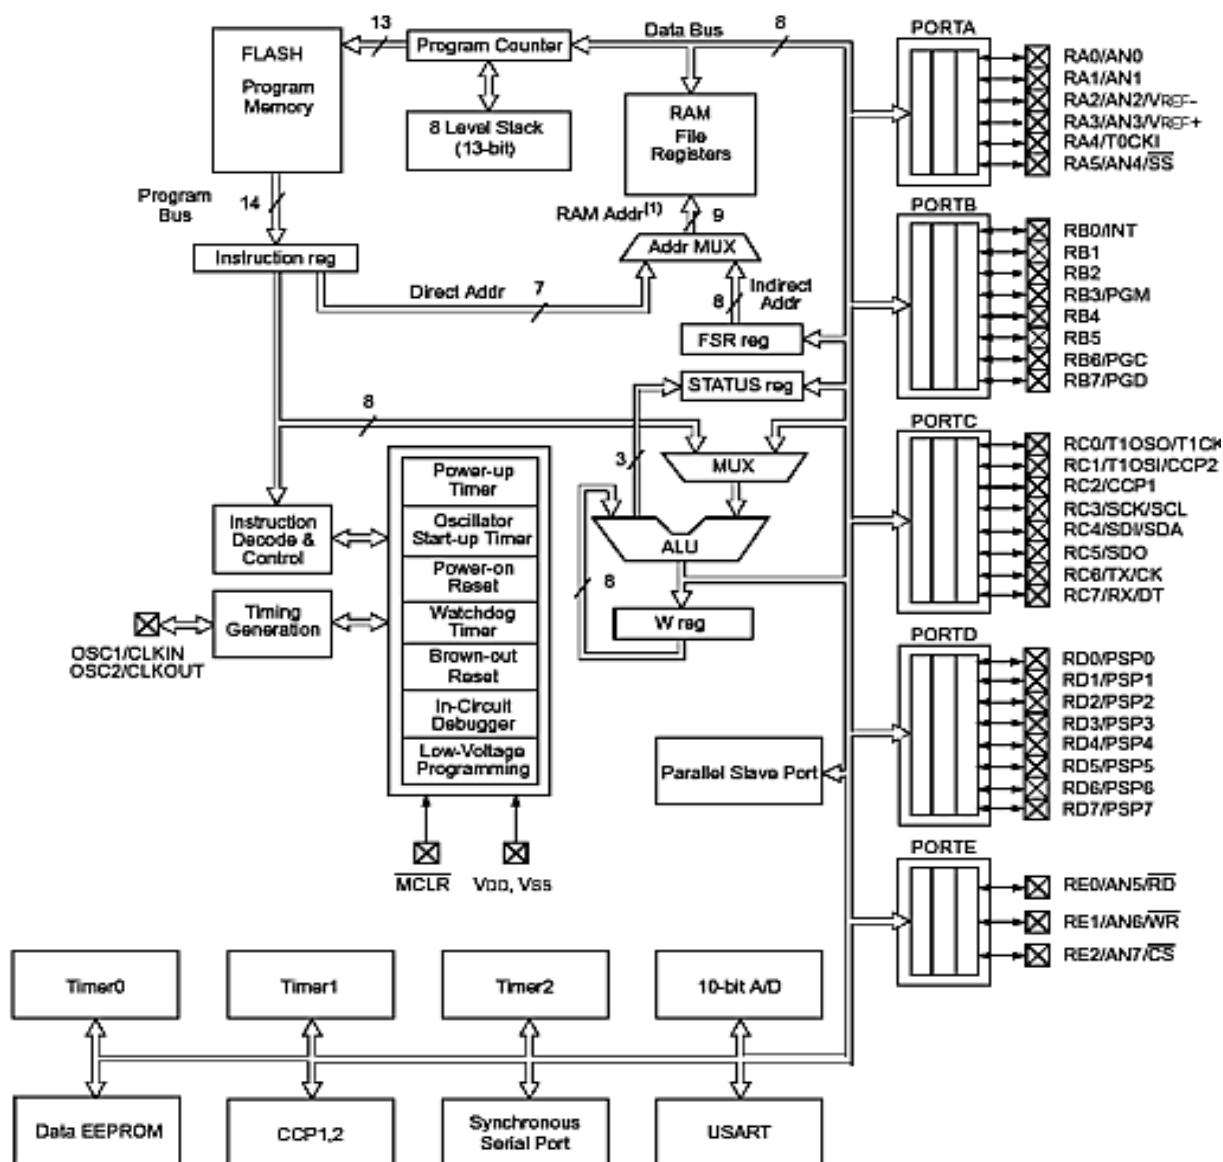 13
Data Bus
8
PORTA
FLASH
Program
Memory
Program Counter
8 Level Stack
(13-bit)
RAM
File
Registers
RA0/AN0
RA1/AN1
RA2/AN2/VREF-
RA3/AN3/VREF+
RA4/T0CKI
RA5/AN4/SS
Program
Bus
14
RAM Addr(1)
9
PORTB
Instruction reg
Addr MUX
Direct Addr
7
8
Indirect
Addr
FSR reg
STATUS reg
RB0/INT
RB1
RB2
RB3/PGM
RB4
RB5
RB6/PGC
RB7/PGD
8
3
MUX
PORTC
Power-up
Timer
Oscillator
Start-up Timer
Power-on
Reset
Watchdog
Timer
Brown-out
Reset
In-Circuit
Debugger
Low-Voltage
Programming
Instruction
Decode &
Control
Timing
Generation
OSC1/CLKIN
OSC2/CLKOUT
ALU
8
W reg
RC0/T1OSO/T1CK
RC1/T1OSI/CCP2
RC2/CCP1
RC3/SCK/SCL
RC4/SDI/SDA
RC5/SDO
RC6/TX/CK
RC7/RX/DT
PORTD
RD0/PSP0
RD1/PSP1
RD2/PSP2
RD3/PSP3
RD4/PSP4
RD5/PSP5
RD6/PSP6
RD7/PSP7
Parallel Slave Port
MCLR
VDD, VSS
PORTE
RE0/AN5/RD
RE1/AN6/WR
RE2/AN7/CS
Timer0
Timer1
Timer2
10-bit A/D
Data EEPROM
CCP1,2
Synchronous
Serial Port
USART